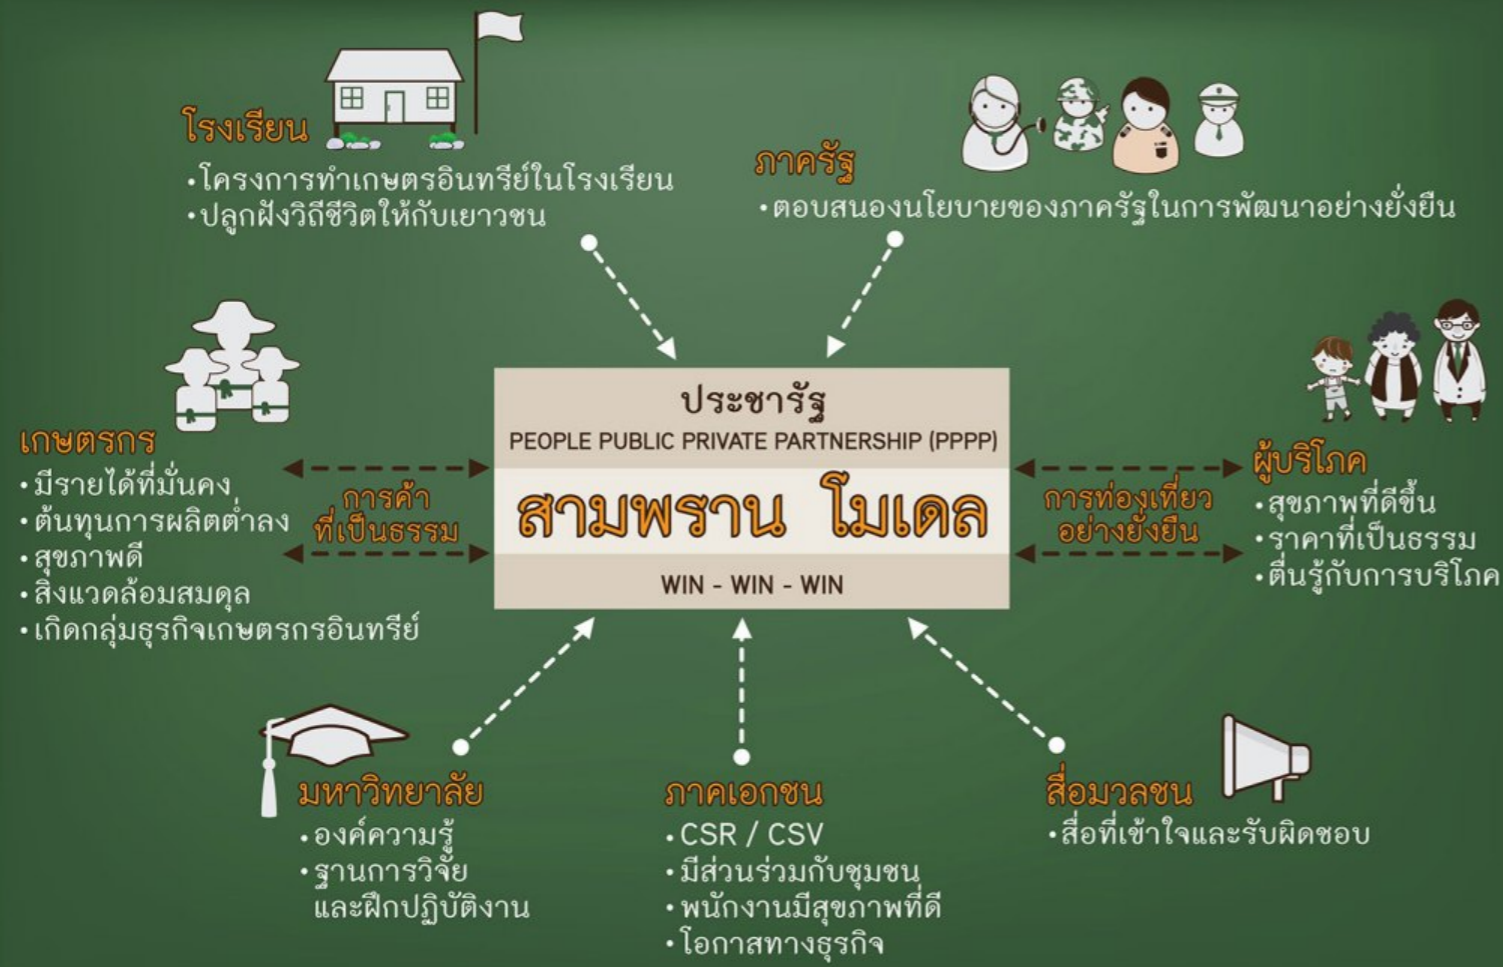 โรงเรียน
•โครงการทำเกษตรอินทรีย์ในโรงเรียน
•ปลูกฝังวิถีชีวิตให้กับเยาวชน
ภาครัฐ
•ตอบสนองนโยบายของภาครัฐในการพัฒนาอย่างยั่งยืน
เกษตรกร
•มีรายได้ที่มั่นคง
•ต้นทุนการผลิตต่ำลง
•สุขภาพดี
•สิ่งแวดล้อมสมดุล
•เกิดกลุ่มธุรกิจเกษตรกรอินทรีย์
การค้า
ที่เป็นธรรม
ประชารัฐ
PEOPLE PUBLIC PRIVATE PARTNERSHIP (PPPP)
สามพราน โมเดล
WIN - WIN - WIN
การท่องเที่ยว
อย่างยั่งยืน
ผู้บริโภค
•สุขภาพที่ดีขึ้น
•ราคาที่เป็นธรรม
•ตื่นรู้กับการบริโภค
มหาวิทยาลัย
•องค์ความรู้
•ฐานการวิจัย
และฝึกปฏิบัติงาน
ภาคเอกชน
•CSR / CSV
•มีส่วนร่วมกับชุมชน
•พนักงานมีสุขภาพที่ดี
•โอกาสทางธุรกิจ
สื่อมวลชน
•สื่อที่เข้าใจและรับผิดชอบ